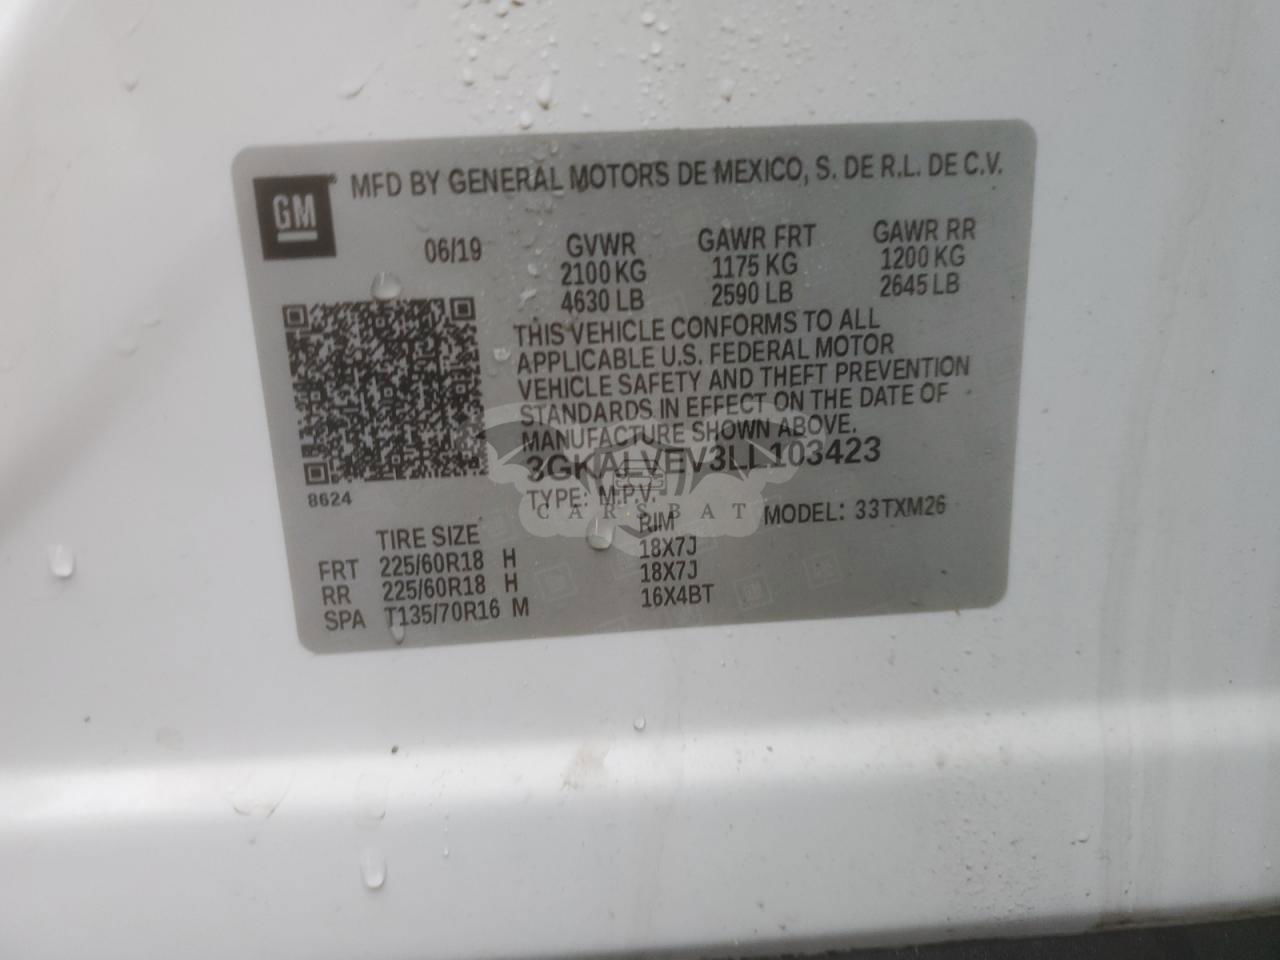 GM
MFD BY GENERAL MOTORS DE MEXICO, S. DE R.L. DE C.V.
06/19 GVWR GAWR FRT GAWR RR
2100 KG 1175 KG 1200 KG
4630 LB 2590 LB 2645 LB
THIS VEHICLE CONFORMS TO ALL
APPLICABLE U.S. FEDERAL MOTOR
VEHICLE SAFETY AND THEFT PREVENTION
STANDARDS IN EFFECT ON THE DATE OF
MANUFACTURE SHOWN ABOVE.
3GKALVEV3LL103423
8624
TYPE: M.P.V. MODEL: 33TXM26
CARSBAT
TIRE SIZE RIM
FRT 225/60R18 H 18X7J
RR 225/60R18 H 18X7J
SPA T135/70R16 M 16X4BT